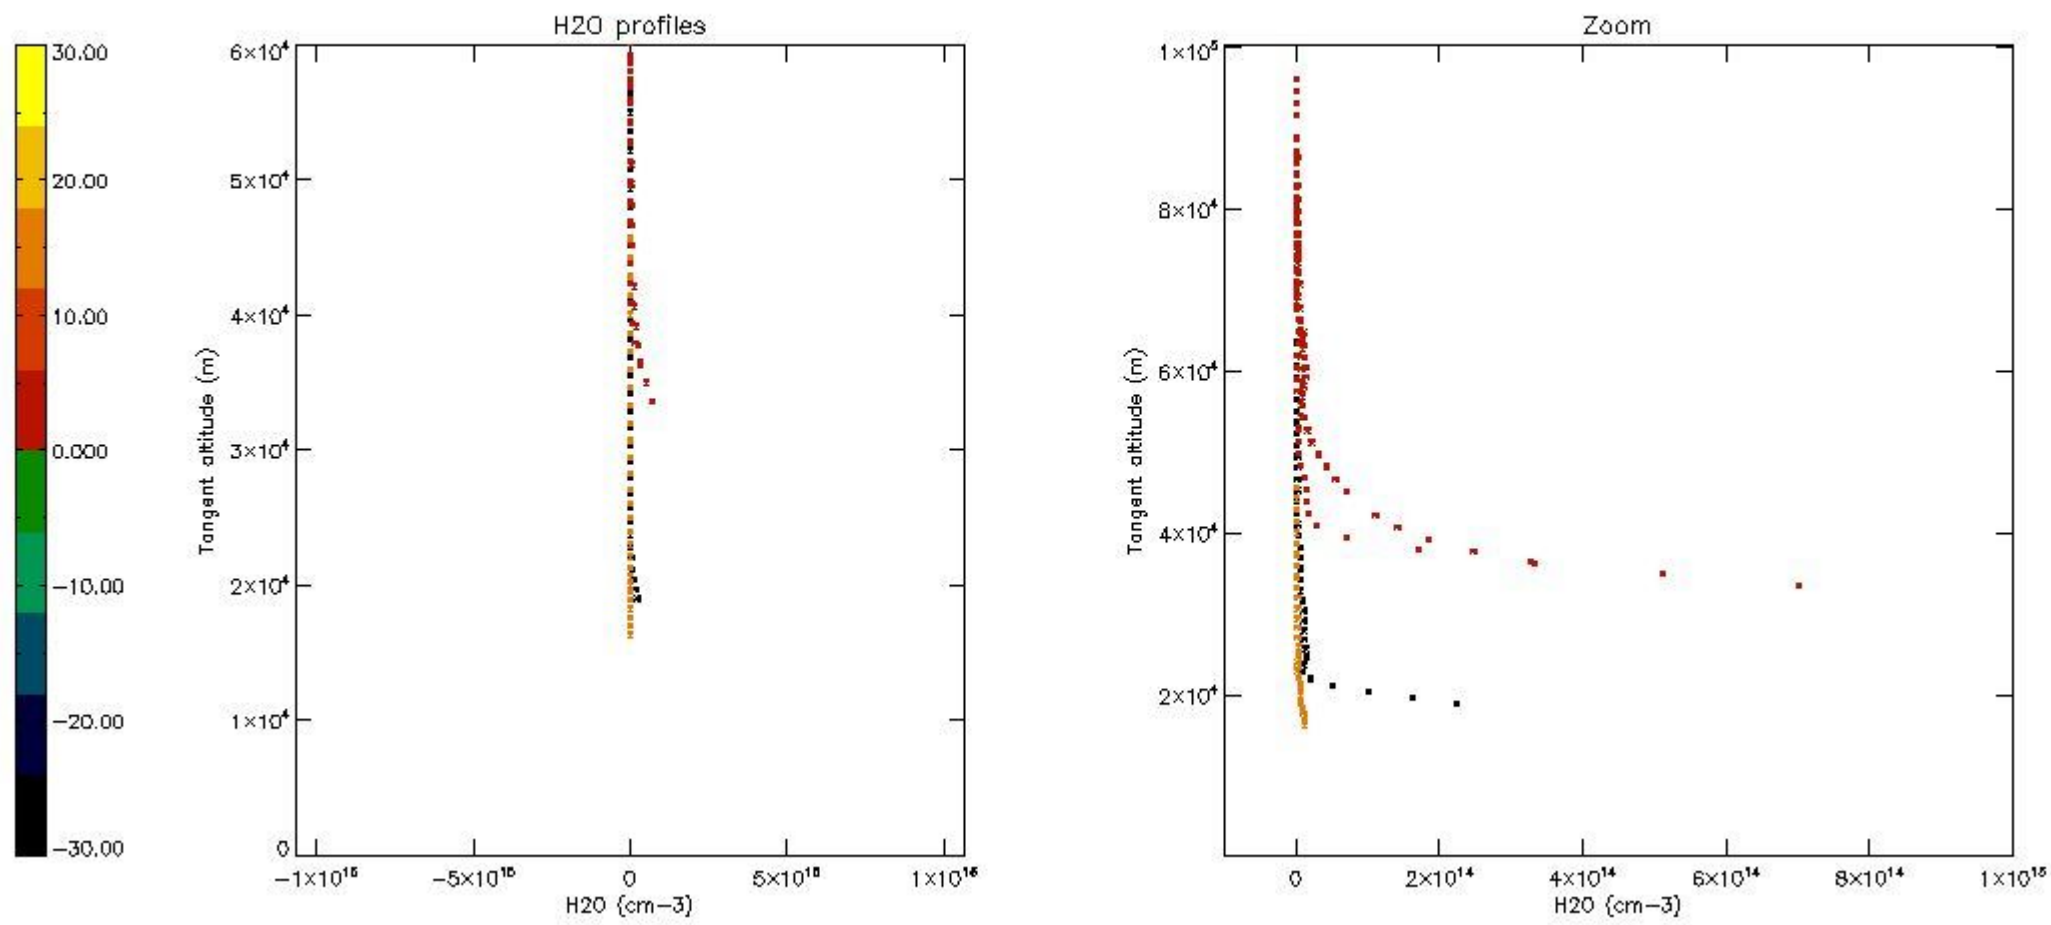 H2O profiles
30.00
20.00
10.00
0.000
−10.00
−20.00
−30.00
6×10⁴
5×10⁴
4×10⁴
3×10⁴
2×10⁴
1×10⁴
0
Tangent altitude (m)
−1×10¹⁶ −5×10¹⁵ 0 5×10¹⁵ 1×10¹⁶
H2O (cm−3)
Zoom
1×10⁵
8×10⁴
6×10⁴
4×10⁴
2×10⁴
Tangent altitude (m)
0 2×10¹⁴ 4×10¹⁴ 6×10¹⁴ 8×10¹⁴ 1×10¹⁵
H2O (cm−3)